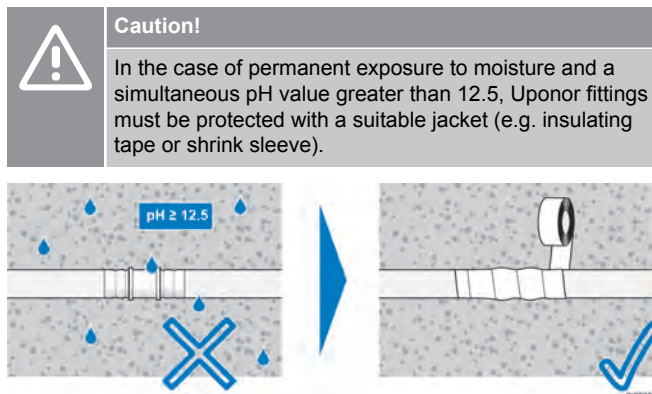 Caution!
In the case of permanent exposure to moisture and a
simultaneous pH value greater than 12.5, Uponor fittings
must be protected with a suitable jacket (e.g. insulating
tape or shrink sleeve).
pH ≥ 12.5